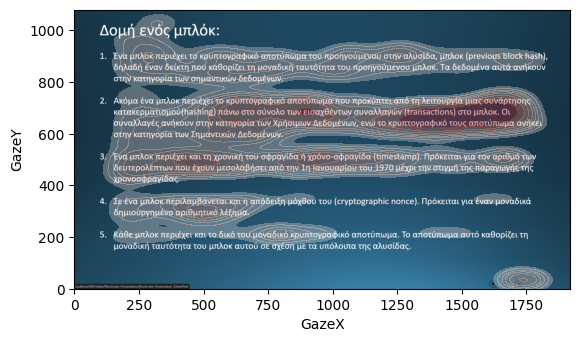 Δομή ενός μπλόκ:
1. Ένα μπλοκ περιέχει το κρυπτογραφικό αποτύπωμα του προηγούμενου στην αλυσίδα, μπλοκ (previous block hash),
δηλαδή έναν δείκτη που καθορίζει τη μοναδική ταυτότητα του προηγούμενου μπλοκ. Τα δεδομένα αυτά ανήκουν
στην κατηγορία των σημαντικών δεδομένων.
2. Ακόμα ένα μπλοκ περιέχει το κρυπτογραφικό αποτύπωμα που προκύπτει από τη λειτουργία μιας συνάρτησης
κατακερματισμού(hashing) πάνω στο σύνολο των εισαχθέντων συναλλαγών (transactions) στο μπλοκ. Οι
συναλλαγές ανήκουν στην κατηγορία των Χρήσιμων Δεδομένων, ενώ το κρυπτογραφικό τους αποτύπωμα ανήκει
στην κατηγορία των Σημαντικών Δεδομένων.
3. Ένα μπλοκ περιέχει και τη χρονική του σφραγίδα ή χρόνο-σφραγίδα (timestamp). Πρόκειται για τον αριθμό των
δευτερολέπτων που έχουν μεσολαβήσει από την 1η Ιανουαρίου του 1970 μέχρι την στιγμή της παραγωγής της
χρονοσφραγίδας.
4. Σε ένα μπλοκ περιλαμβάνεται και η απόδειξη μόχθου του (cryptographic nonce). Πρόκειται για έναν μοναδικά
δημιουργημένο αριθμητικό λέξημα.
5. Κάθε μπλοκ περιέχει και το δικό του μοναδικό κρυπτογραφικό αποτύπωμα. Το αποτύπωμα αυτό καθορίζει τη
μοναδική ταυτότητα του μπλοκ αυτού σε σχέση με τα υπόλοιπα της αλυσίδας.
GazeY
1000
800
600
400
200
0
0 250 500 750 1000 1250 1500 1750
GazeX